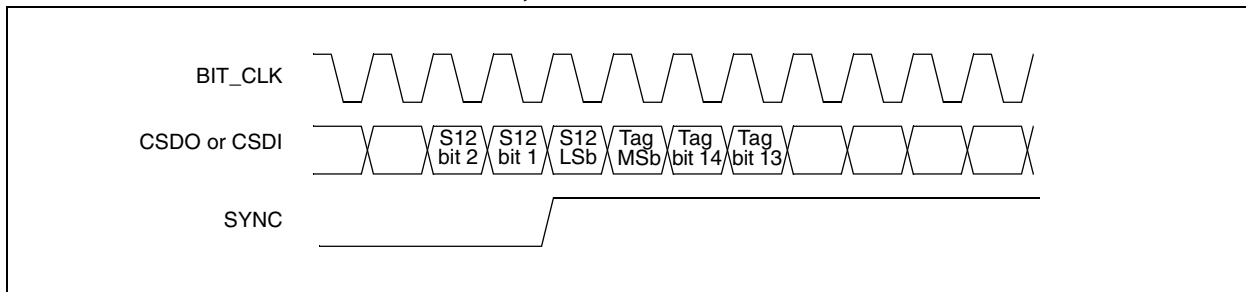 BIT_CLK
CSDO or CSDI
S12 bit 2
S12 bit 1
S12 LSb
Tag MSb
Tag bit 14
Tag bit 13
SYNC